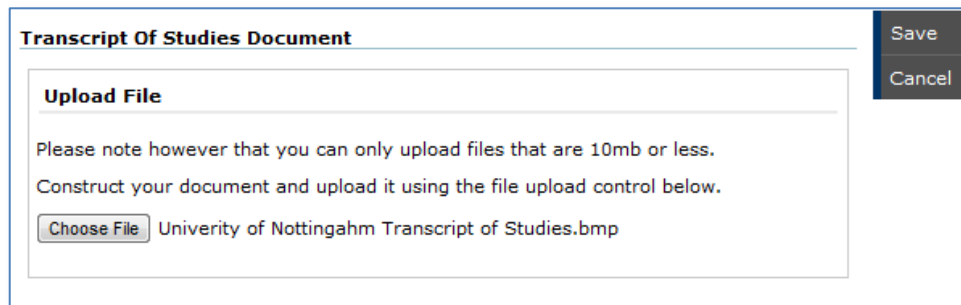 Transcript Of Studies Document
Save
Cancel
Upload File
Please note however that you can only upload files that are 10mb or less.
Construct your document and upload it using the file upload control below.
Choose File Univerity of Nottingahm Transcript of Studies.bmp